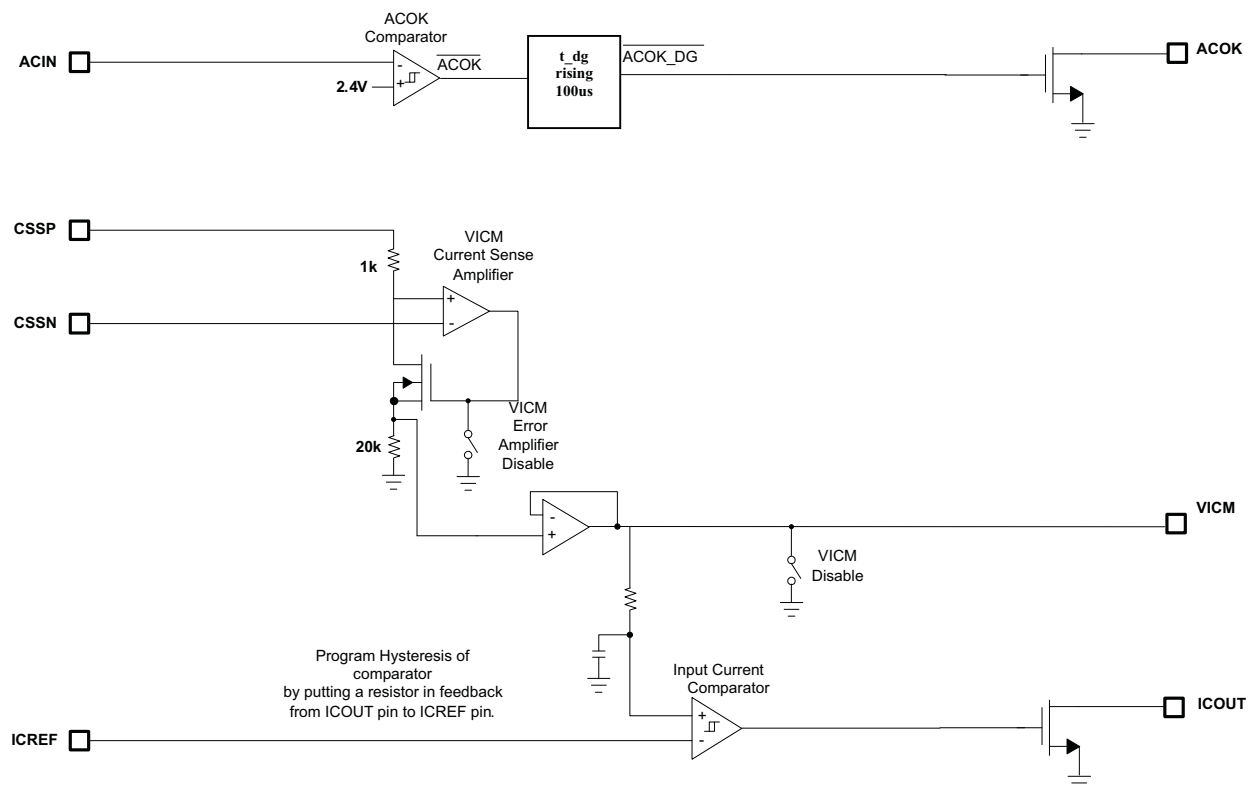 ACOK
Comparator
ACIN
-
+
2.4V
ACOK
t_dg
rising
100us
ACOK_DG
ACOK
CSSP
1k
VICM
Current Sense
Amplifier
+
-
CSSN
VICM
Error
Amplifier
Disable
20k
-
+
VICM
VICM
Disable
Program Hysteresis of
comparator
by putting a resistor in feedback
from ICOUT pin to ICREF pin.
Input Current
Comparator
+
-
ICOUT
ICREF